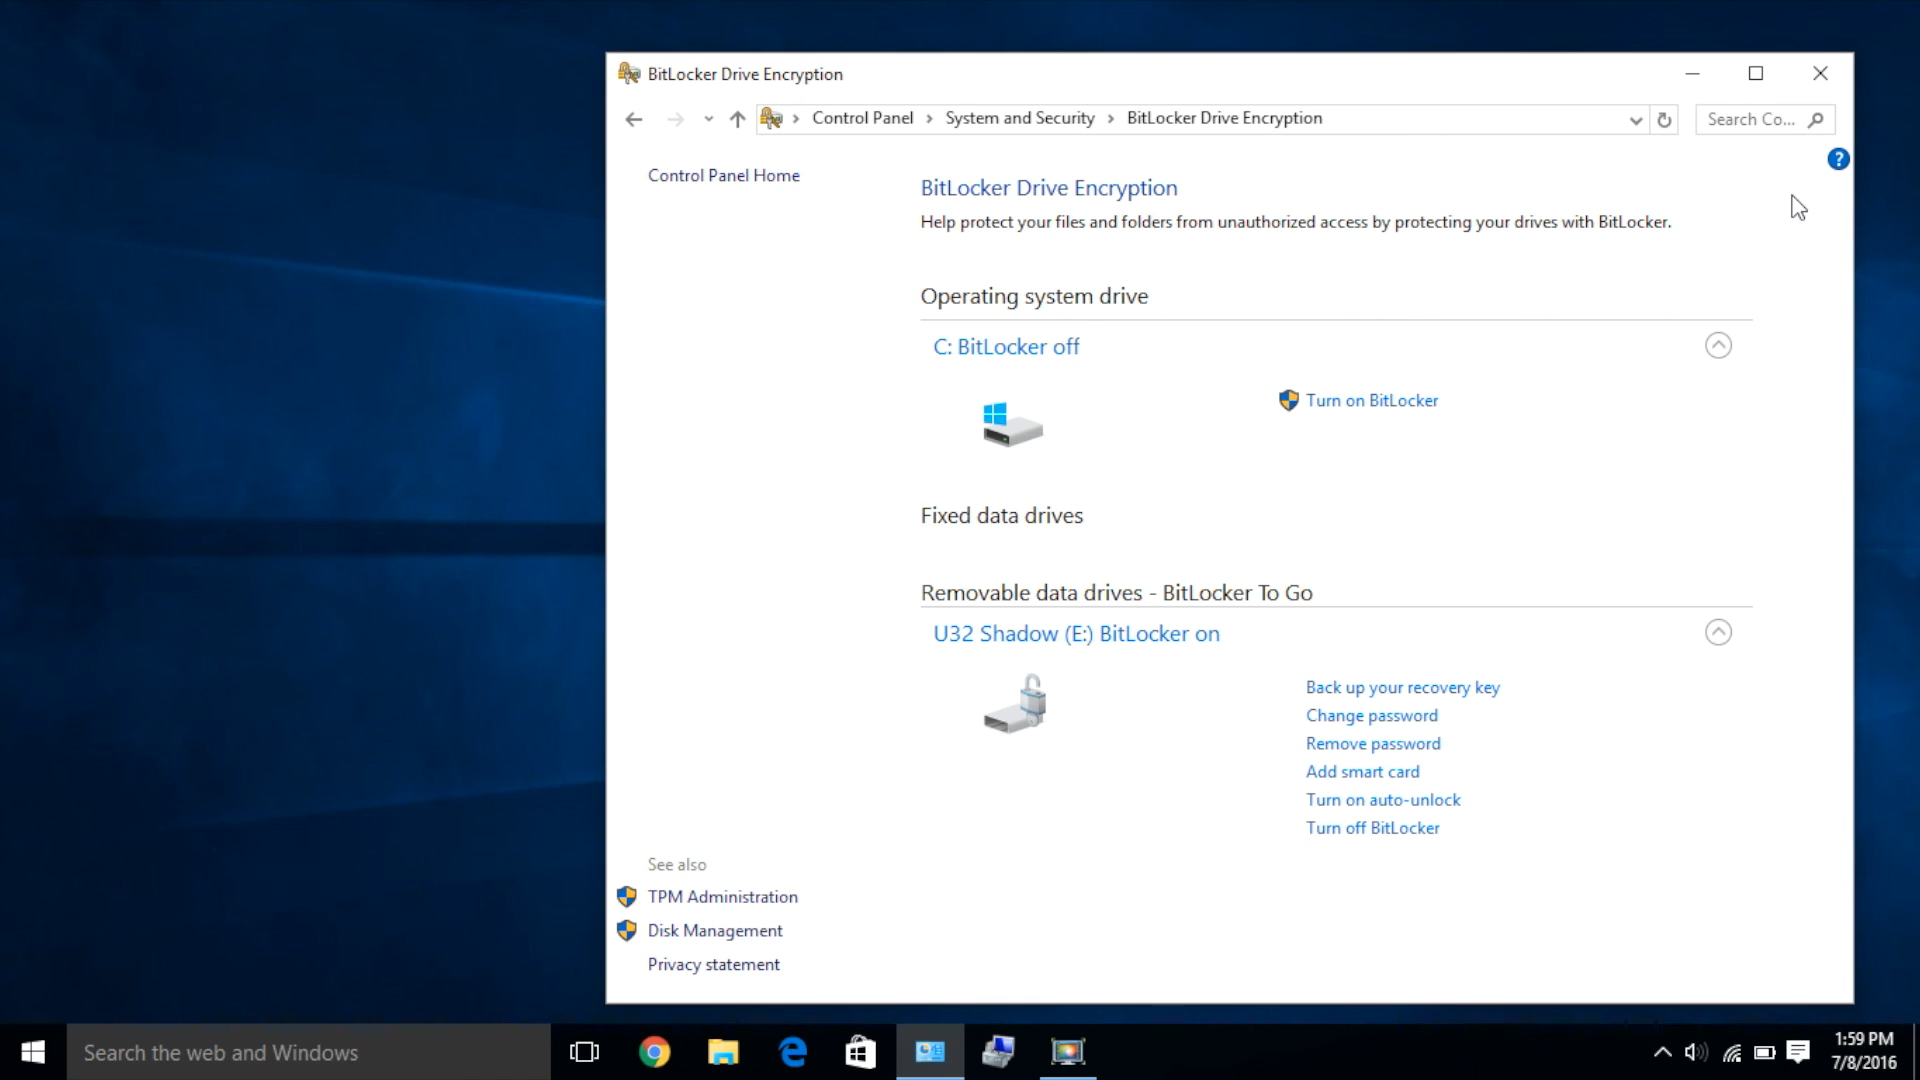 BitLocker Drive Encryption
Control Panel › System and Security › BitLocker Drive Encryption
Search Co...
?
Control Panel Home
BitLocker Drive Encryption
Help protect your files and folders from unauthorized access by protecting your drives with BitLocker.
Operating system drive
C: BitLocker off
Turn on BitLocker
Fixed data drives
Removable data drives - BitLocker To Go
U32 Shadow (E:) BitLocker on
Back up your recovery key
Change password
Remove password
Add smart card
Turn on auto-unlock
Turn off BitLocker
See also
TPM Administration
Disk Management
Privacy statement
Search the web and Windows
1:59 PM
7/8/2016